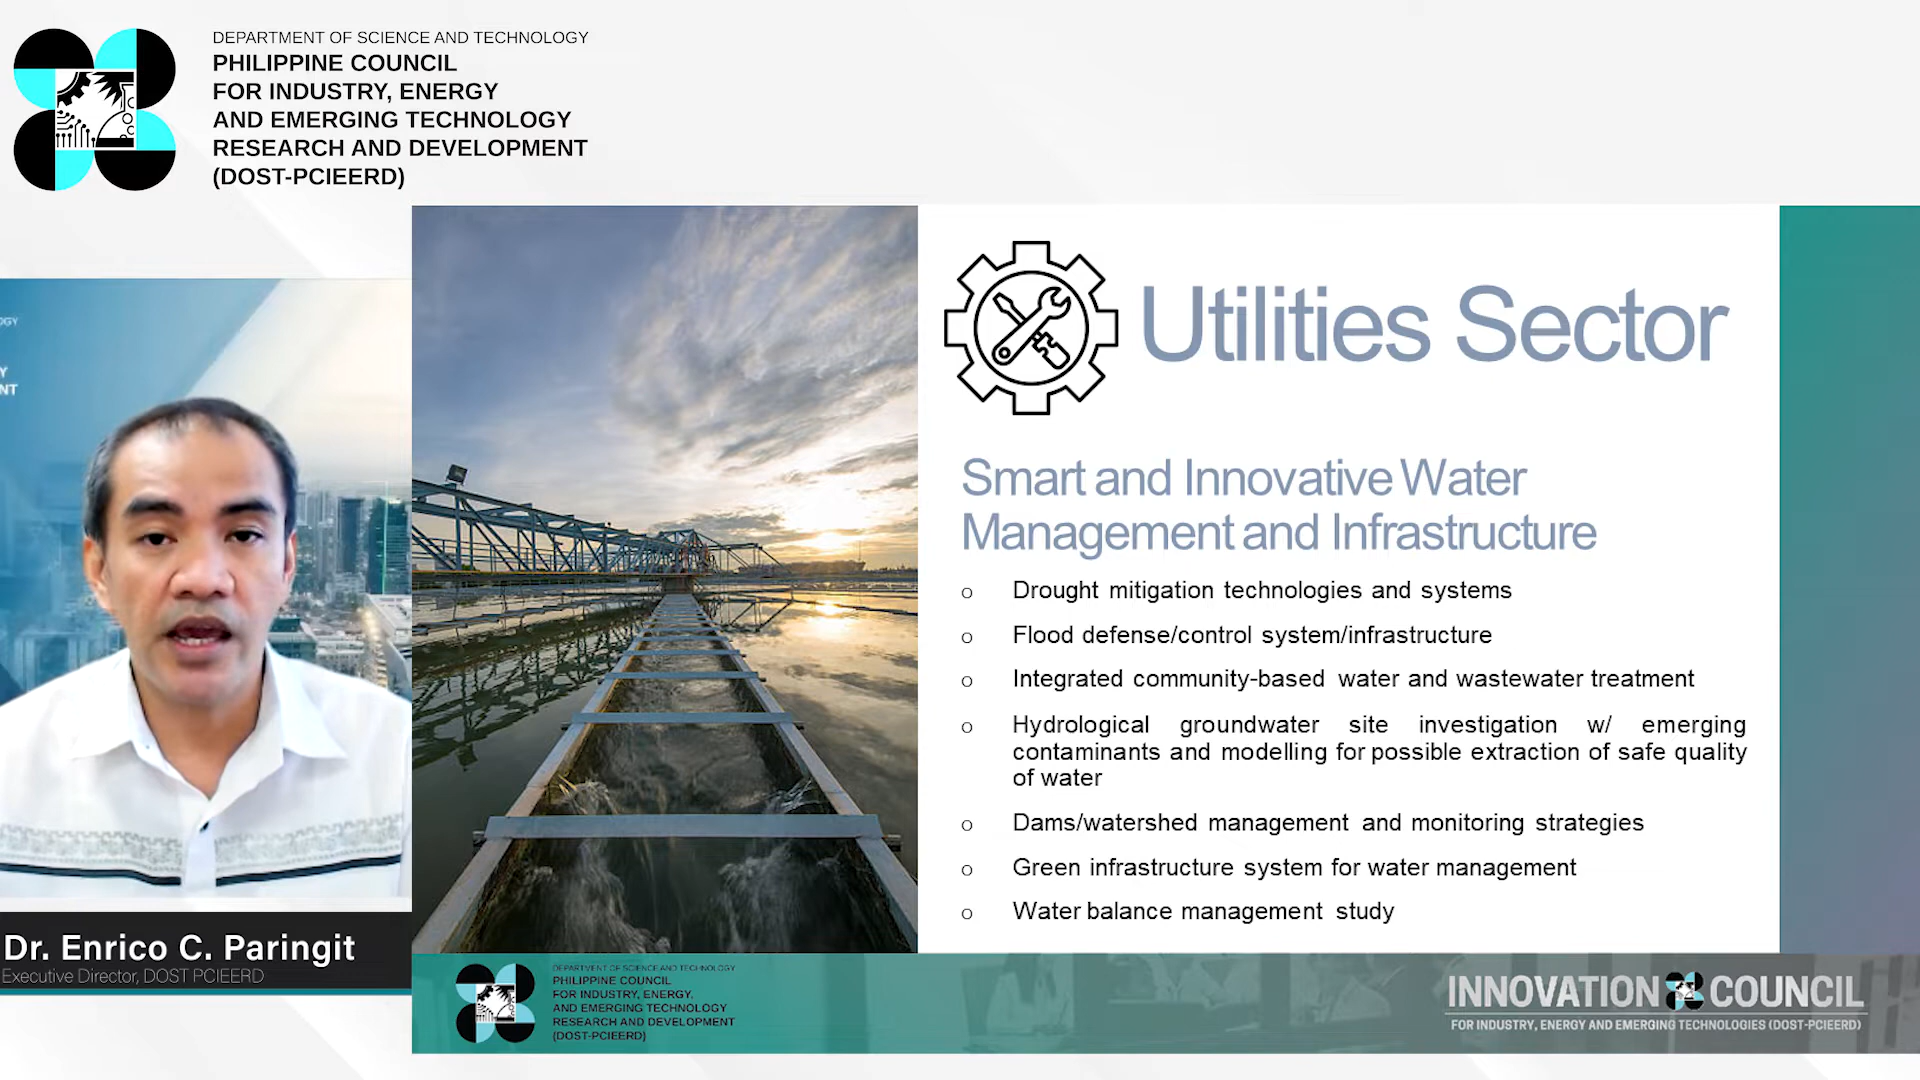 DEPARTMENT OF SCIENCE AND TECHNOLOGY
PHILIPPINE COUNCIL
FOR INDUSTRY, ENERGY
AND EMERGING TECHNOLOGY
RESEARCH AND DEVELOPMENT
(DOST-PCIEERD)
Utilities Sector
Smart and Innovative Water
Management and Infrastructure
o Drought mitigation technologies and systems
o Flood defense/control system/infrastructure
o Integrated community-based water and wastewater treatment
o Hydrological groundwater site investigation w/ emerging
contaminants and modelling for possible extraction of safe quality
of water
o Dams/watershed management and monitoring strategies
o Green infrastructure system for water management
o Water balance management study
Dr. Enrico C. Paringit
Executive Director, DOST PCIEERD
DEPARTMENT OF SCIENCE AND TECHNOLOGY
PHILIPPINE COUNCIL
FOR INDUSTRY, ENERGY,
AND EMERGING TECHNOLOGY
RESEARCH AND DEVELOPMENT
(DOST-PCIEERD)
INNOVATION COUNCIL
FOR INDUSTRY, ENERGY AND EMERGING TECHNOLOGIES (DOST-PCIEERD)